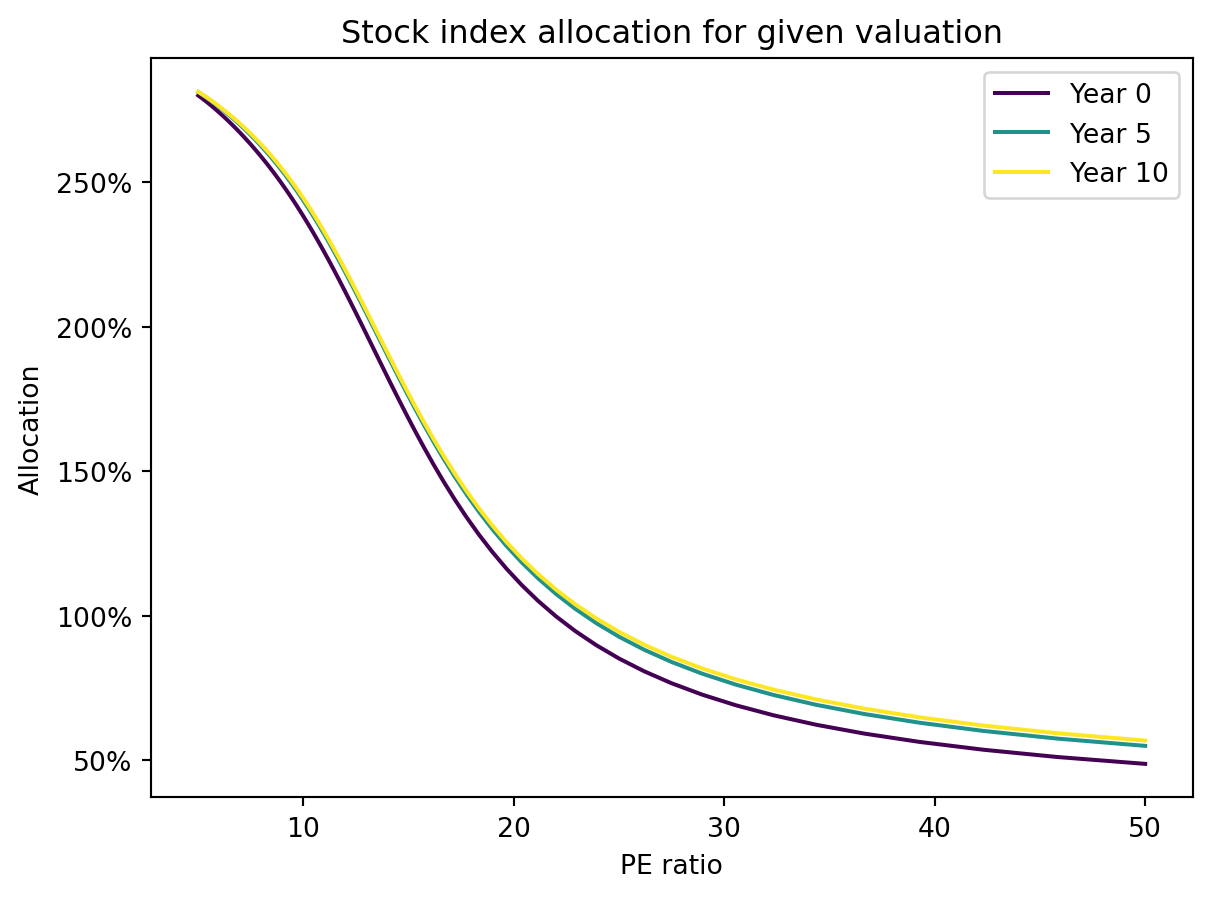 Stock index allocation for given valuation
Year 0
Year 5
Year 10
250%
200%
150%
100%
50%
Allocation
10 20 30 40 50
PE ratio